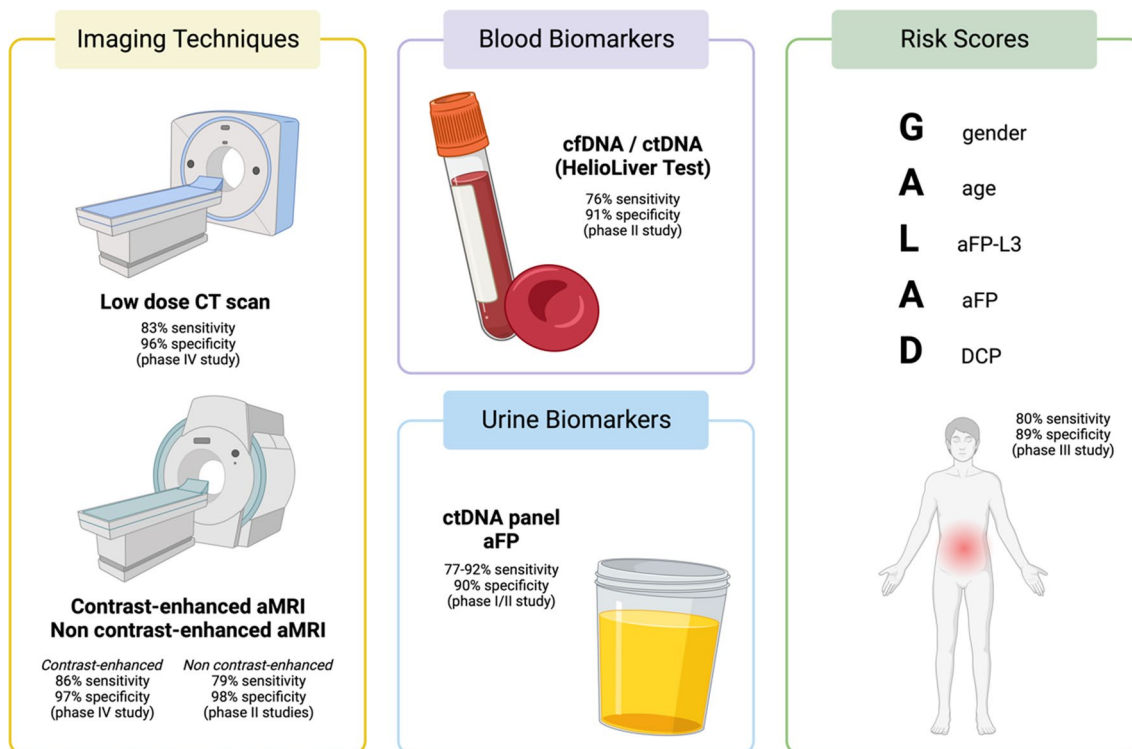 Imaging Techniques
Low dose CT scan
83% sensitivity
96% specificity
(phase IV study)
Contrast-enhanced aMRI
Non contrast-enhanced aMRI
Contrast-enhanced
86% sensitivity
97% specificity
(phase IV study)
Non contrast-enhanced
79% sensitivity
98% specificity
(phase II studies)
Blood Biomarkers
cfDNA / ctDNA
(HelioLiver Test)
76% sensitivity
91% specificity
(phase II study)
Urine Biomarkers
ctDNA panel
aFP
77-92% sensitivity
90% specificity
(phase I/II study)
Risk Scores
G gender
A age
L aFP-L3
A aFP
D DCP
80% sensitivity
89% specificity
(phase III study)